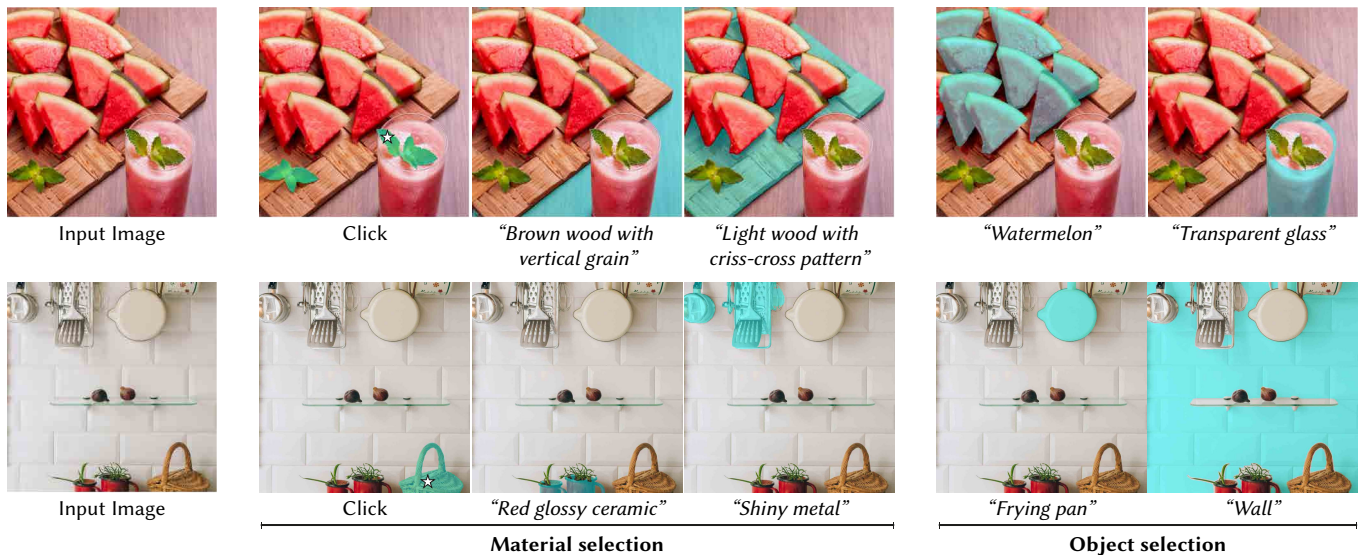 Input Image
Click
“Brown wood with
vertical grain”
“Light wood with
criss-cross pattern”
“Watermelon”
“Transparent glass”
Input Image
Click
“Red glossy ceramic”
“Shiny metal”
“Frying pan”
“Wall”
Material selection
Object selection